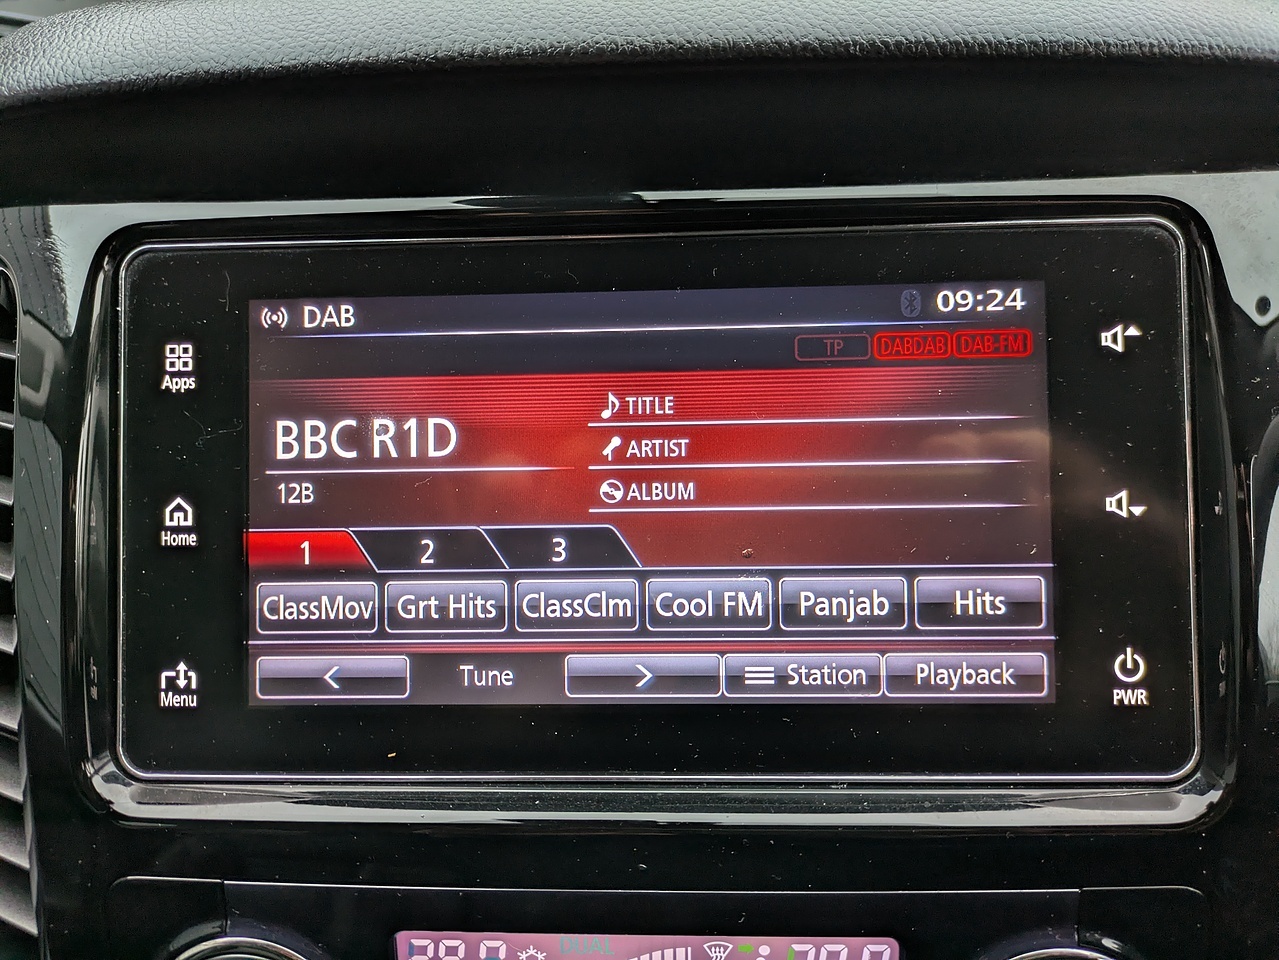 DAB
09:24
TP
DABDAB
DAB-FM
BBC R1D
12B
TITLE
ARTIST
ALBUM
1
2
3
ClassMov
Grt Hits
ClassClm
Cool FM
Panjab
Hits
<
Tune
>
Station
Playback
Apps
Home
Menu
PWR
DUAL